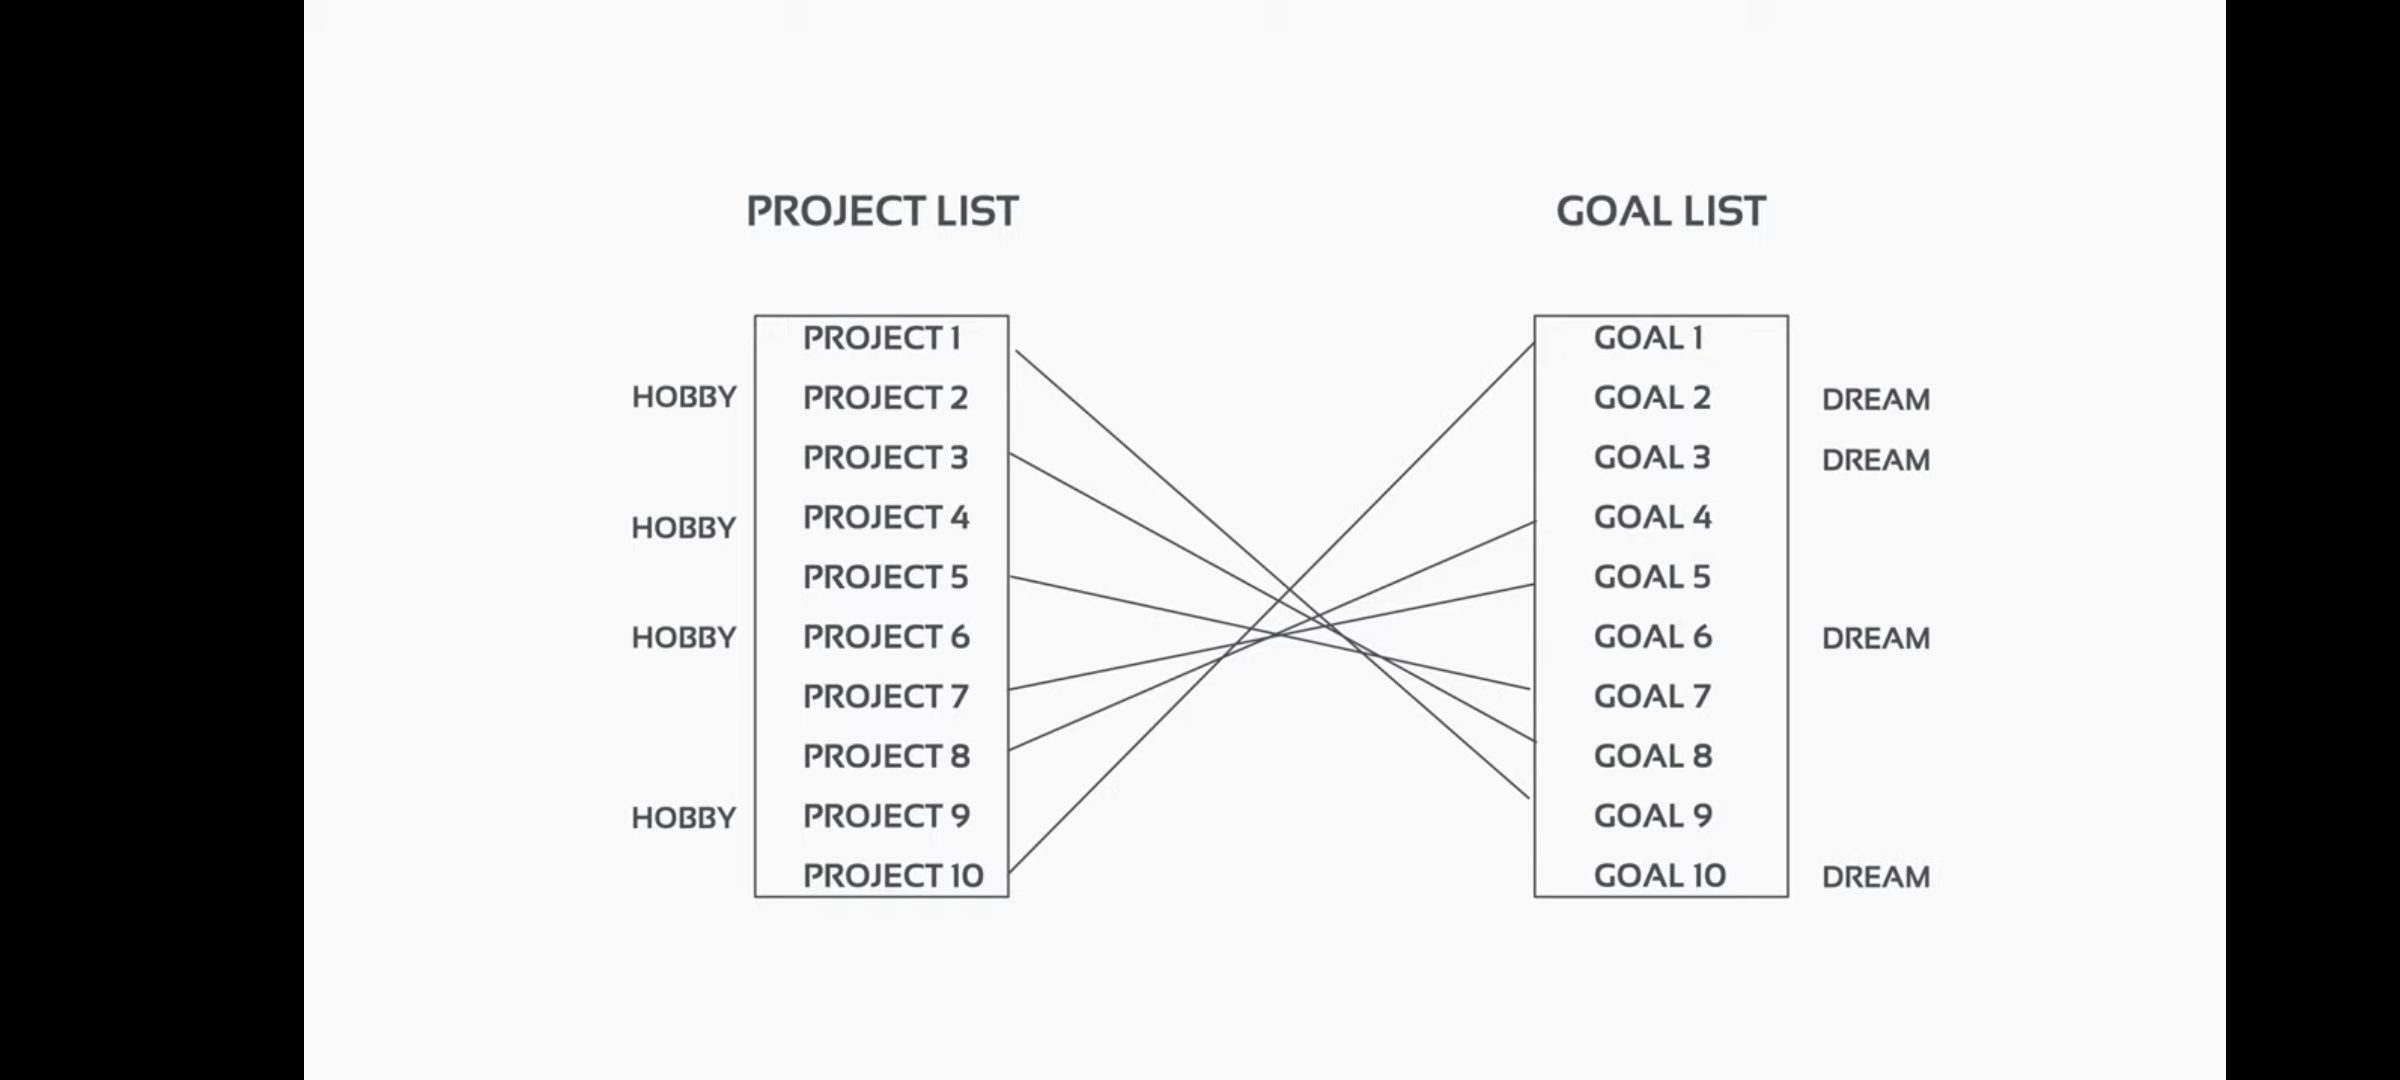 PROJECT LIST
PROJECT 1
HOBBY PROJECT 2
PROJECT 3
HOBBY PROJECT 4
PROJECT 5
HOBBY PROJECT 6
PROJECT 7
PROJECT 8
HOBBY PROJECT 9
PROJECT 10
GOAL LIST
GOAL 1
GOAL 2 DREAM
GOAL 3 DREAM
GOAL 4
GOAL 5
GOAL 6 DREAM
GOAL 7
GOAL 8
GOAL 9
GOAL 10 DREAM